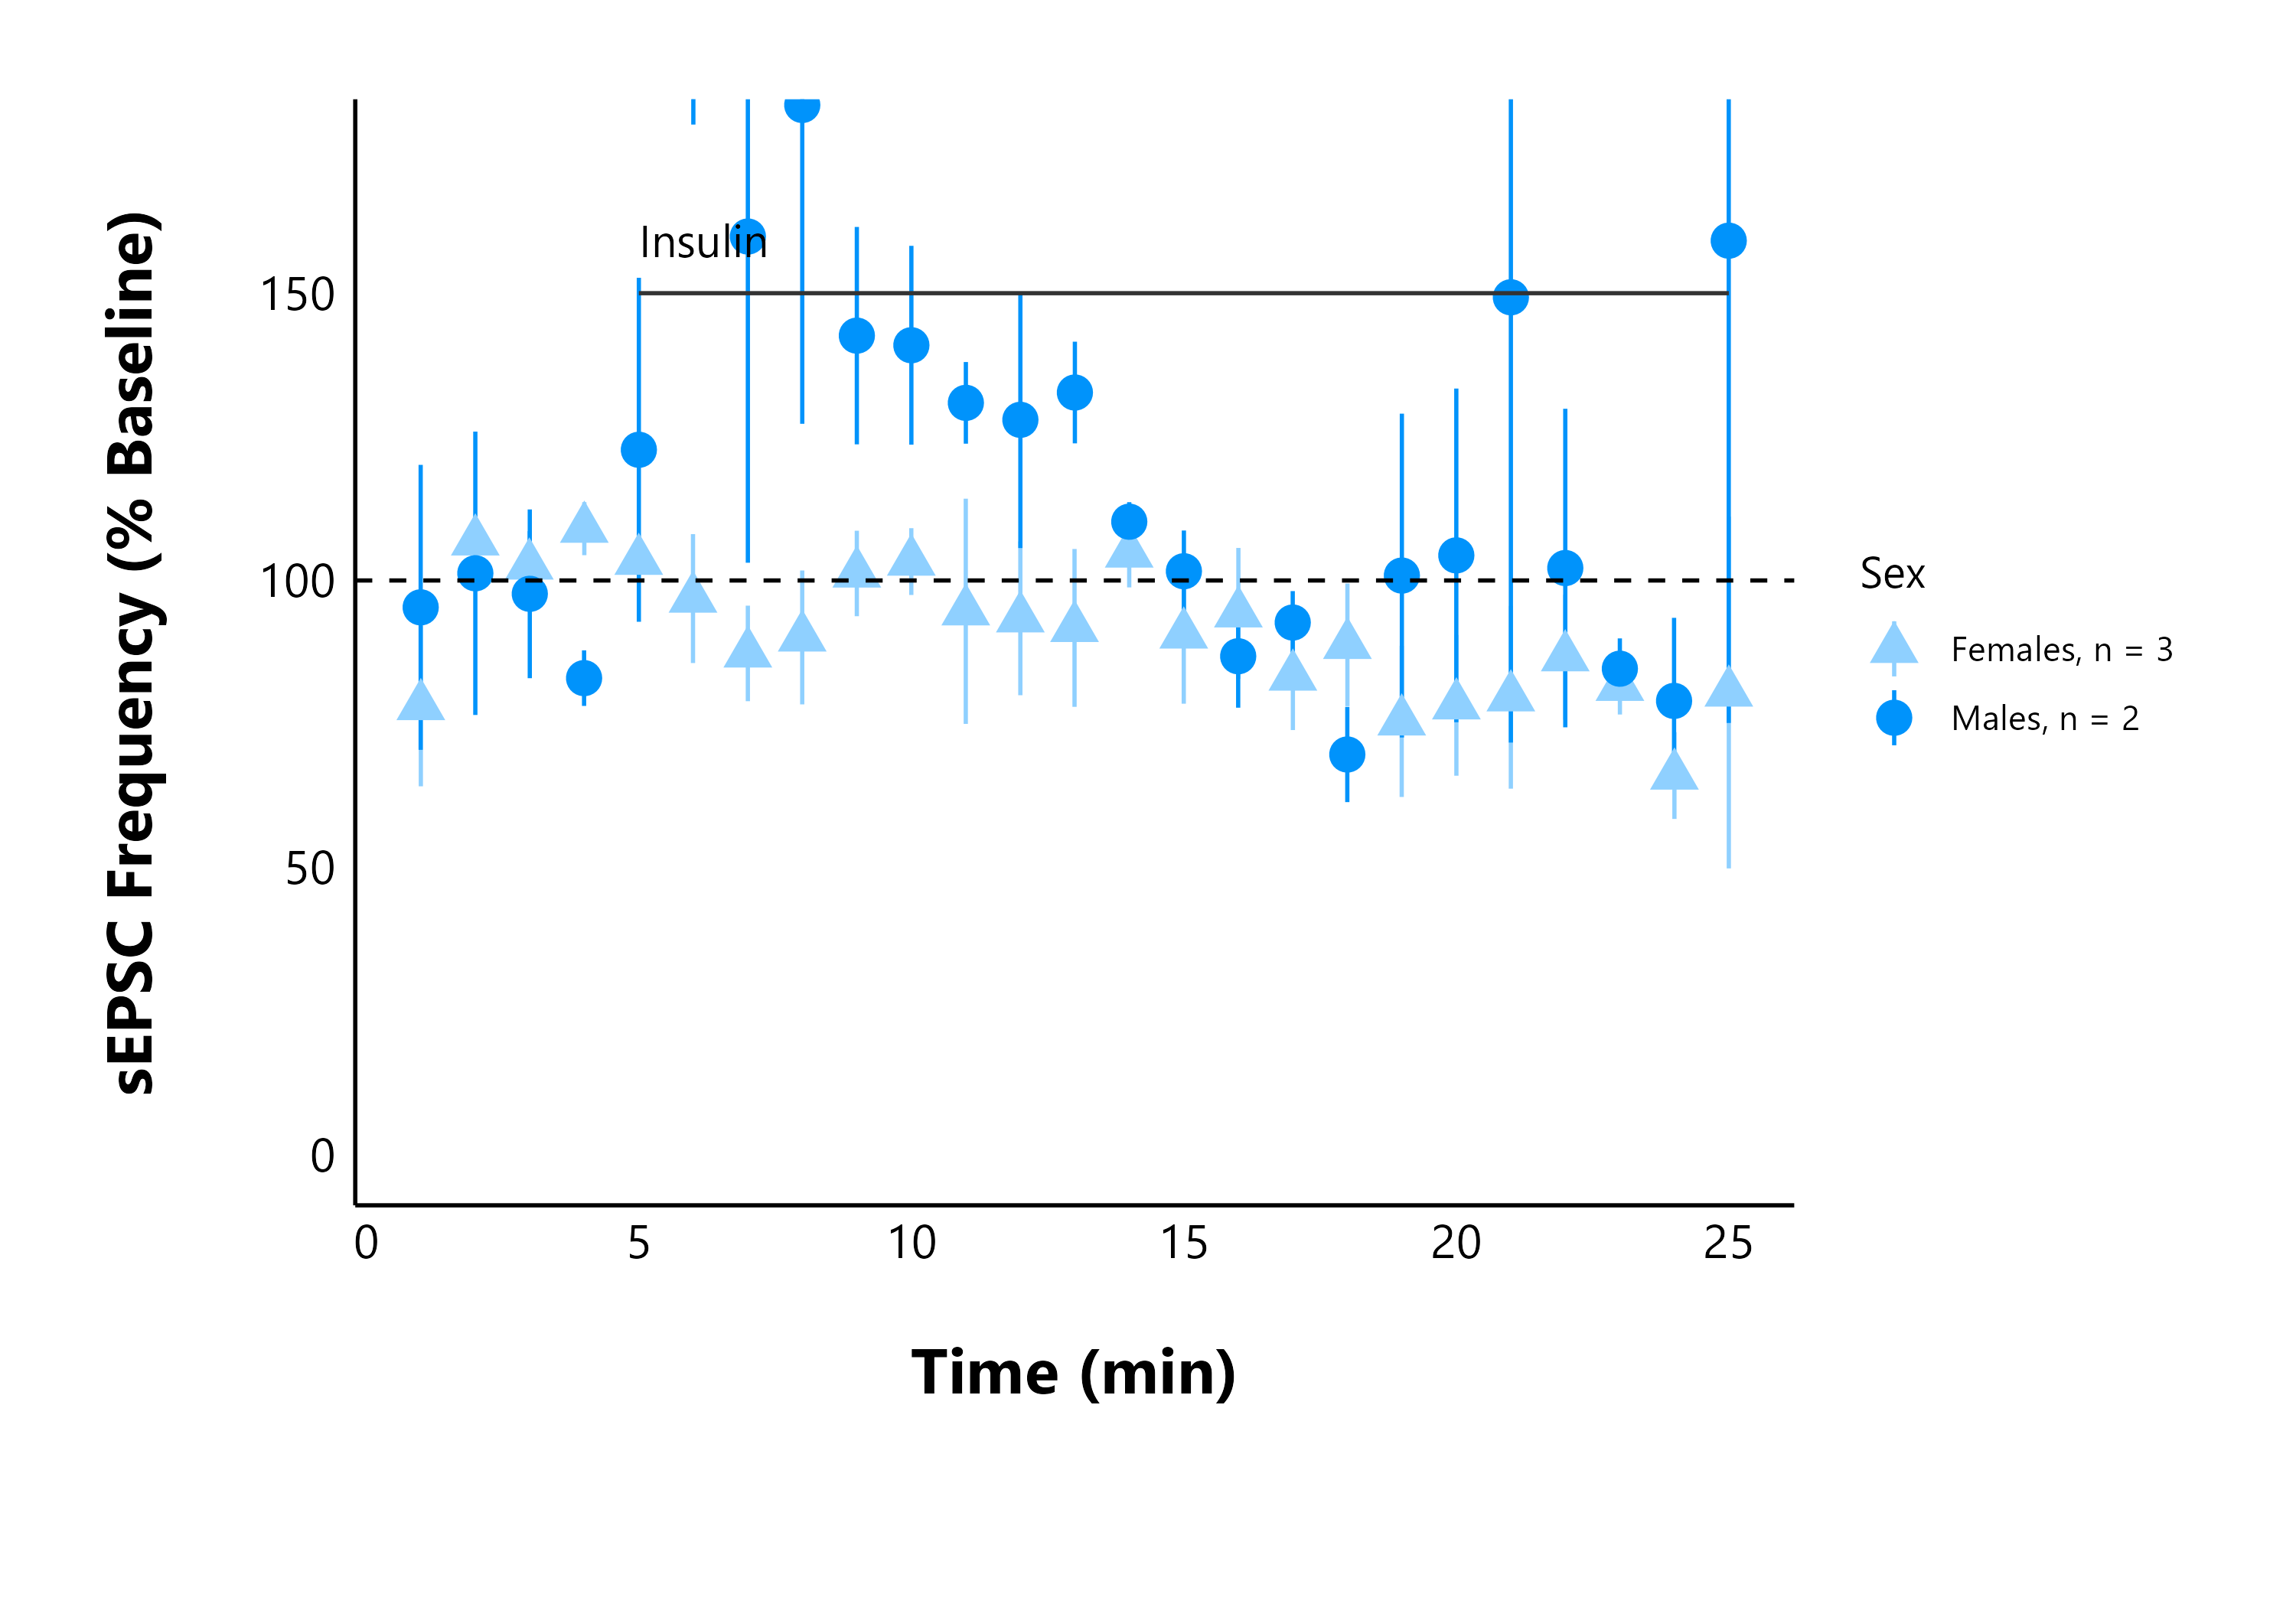 sEPSC Frequency (% Baseline)
150
100
50
0
Insulin
0 5 10 15 20 25
Time (min)
Sex
Females, n = 3
Males, n = 2